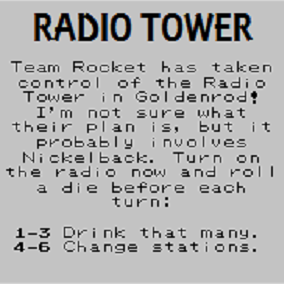 RADIO TOWER
Team Rocket has taken
control of the Radio
Tower in Goldenrod!
I'm not sure what
their plan is, but it
probably involves
Nickelback. Turn on
the radio now and roll
a die before each
turn:
1-3 Drink that many.
4-6 Change stations.